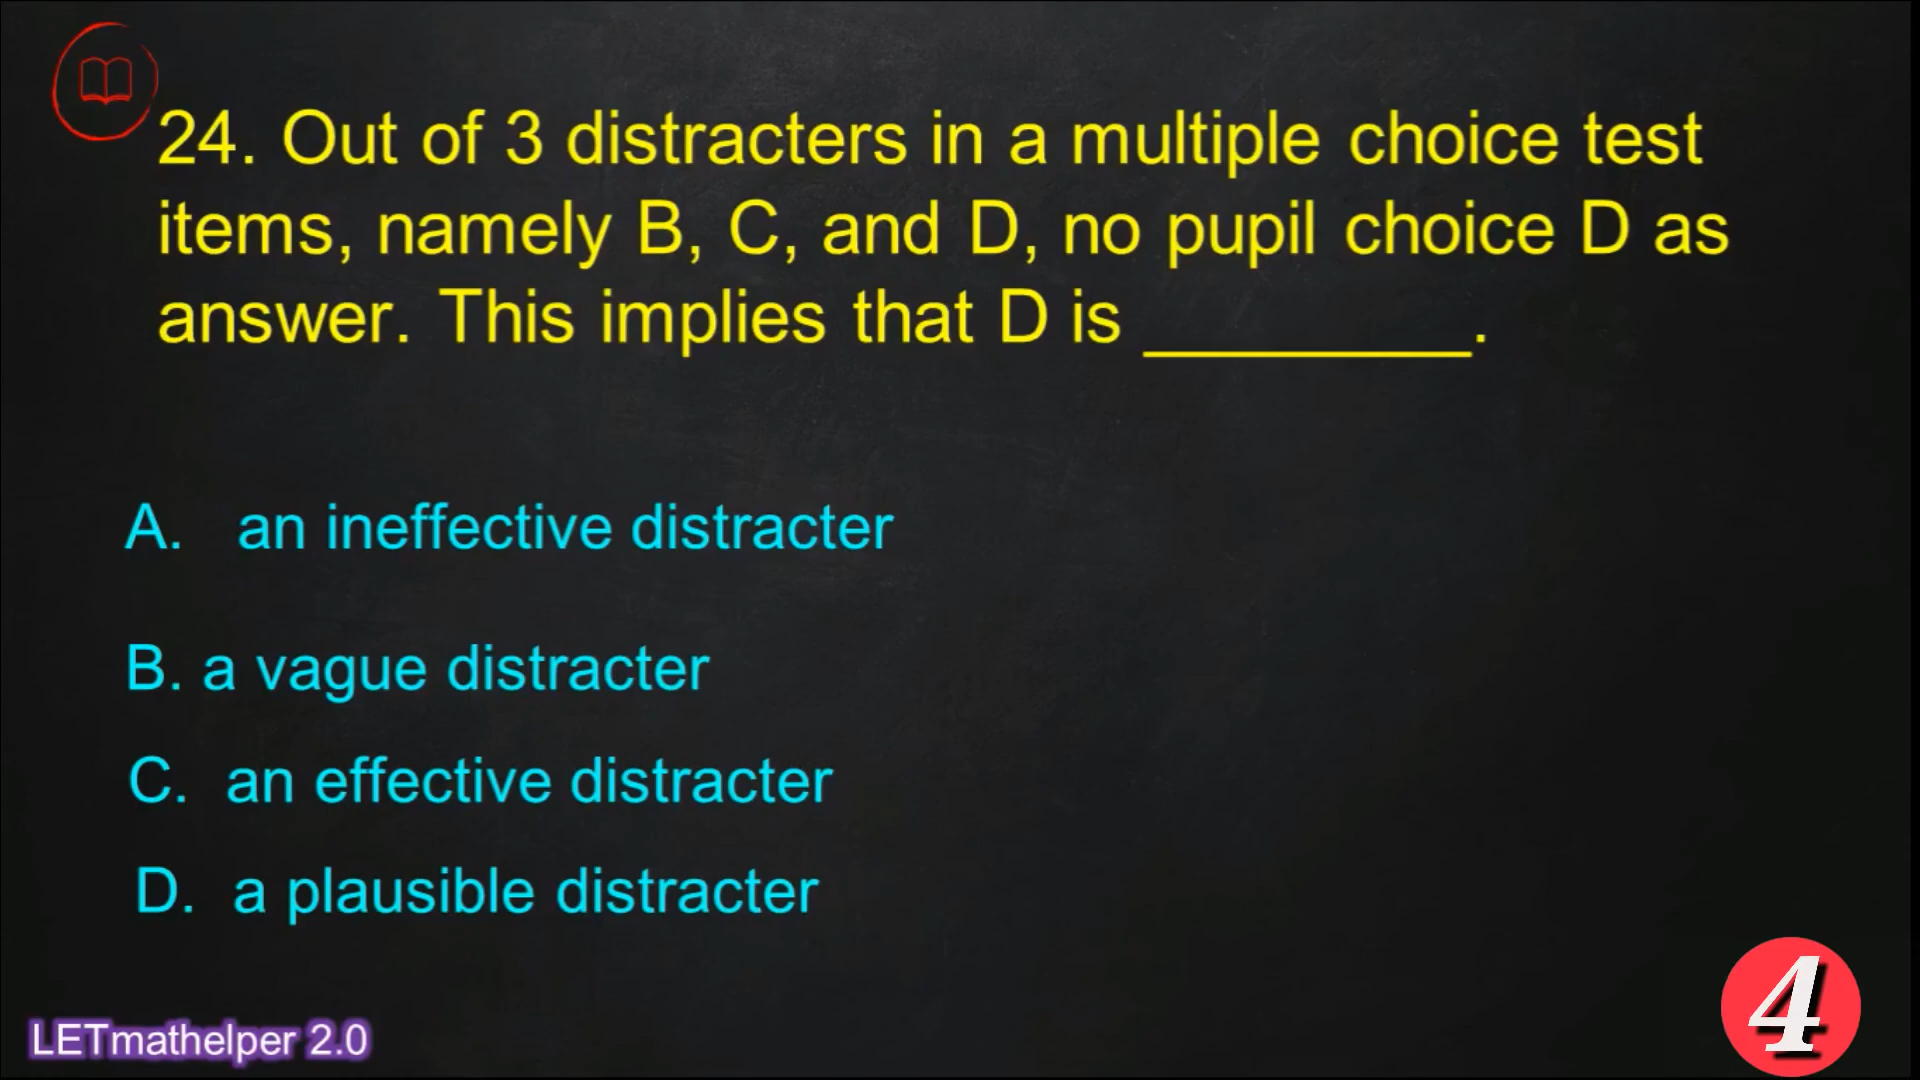 24. Out of 3 distracters in a multiple choice test
items, namely B, C, and D, no pupil choice D as
answer. This implies that D is _________.
A. an ineffective distracter
B. a vague distracter
C. an effective distracter
D. a plausible distracter
LETmathelper 2.0
4